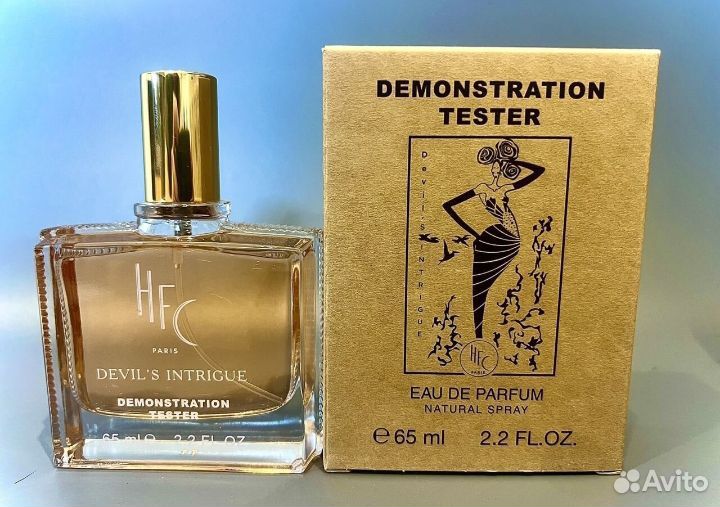 HFC
PARIS
DEVIL'S INTRIGUE
DEMONSTRATION
TESTER
65 ml e 2.2 FL.OZ.
DEMONSTRATION
TESTER
Devil's INTRIGUE
HFC
PARIS
EAU DE PARFUM
NATURAL SPRAY
e 65 ml 2.2 FL.OZ.
Avito